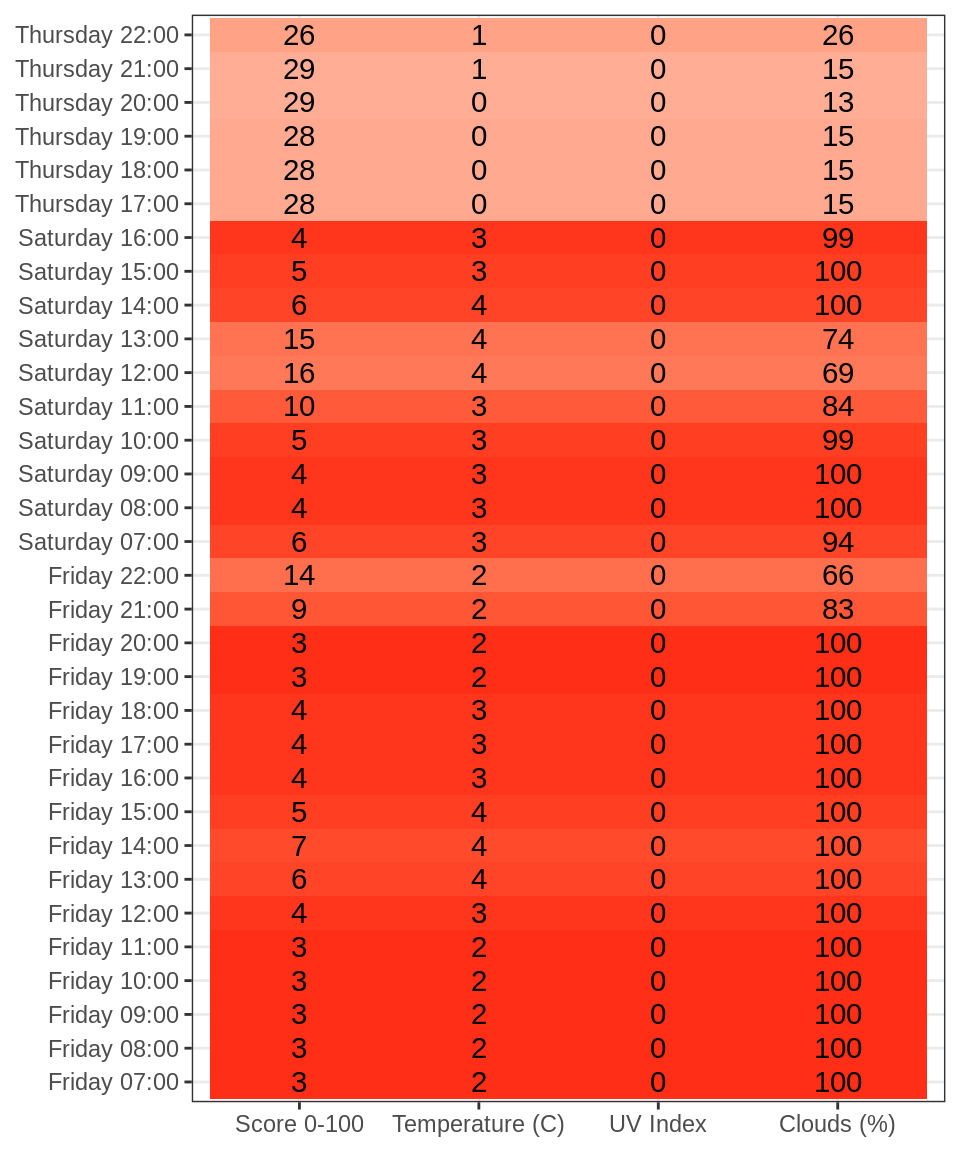 Thursday 22:00 26 1 0 26
Thursday 21:00 29 1 0 15
Thursday 20:00 29 0 0 13
Thursday 19:00 28 0 0 15
Thursday 18:00 28 0 0 15
Thursday 17:00 28 0 0 15
Saturday 16:00 4 3 0 99
Saturday 15:00 5 3 0 100
Saturday 14:00 6 4 0 100
Saturday 13:00 15 4 0 74
Saturday 12:00 16 4 0 69
Saturday 11:00 10 3 0 84
Saturday 10:00 5 3 0 99
Saturday 09:00 4 3 0 100
Saturday 08:00 4 3 0 100
Saturday 07:00 6 3 0 94
Friday 22:00 14 2 0 66
Friday 21:00 9 2 0 83
Friday 20:00 3 2 0 100
Friday 19:00 3 2 0 100
Friday 18:00 4 3 0 100
Friday 17:00 4 3 0 100
Friday 16:00 4 3 0 100
Friday 15:00 5 4 0 100
Friday 14:00 7 4 0 100
Friday 13:00 6 4 0 100
Friday 12:00 4 3 0 100
Friday 11:00 3 2 0 100
Friday 10:00 3 2 0 100
Friday 09:00 3 2 0 100
Friday 08:00 3 2 0 100
Friday 07:00 3 2 0 100
Score 0-100 Temperature (C) UV Index Clouds (%)